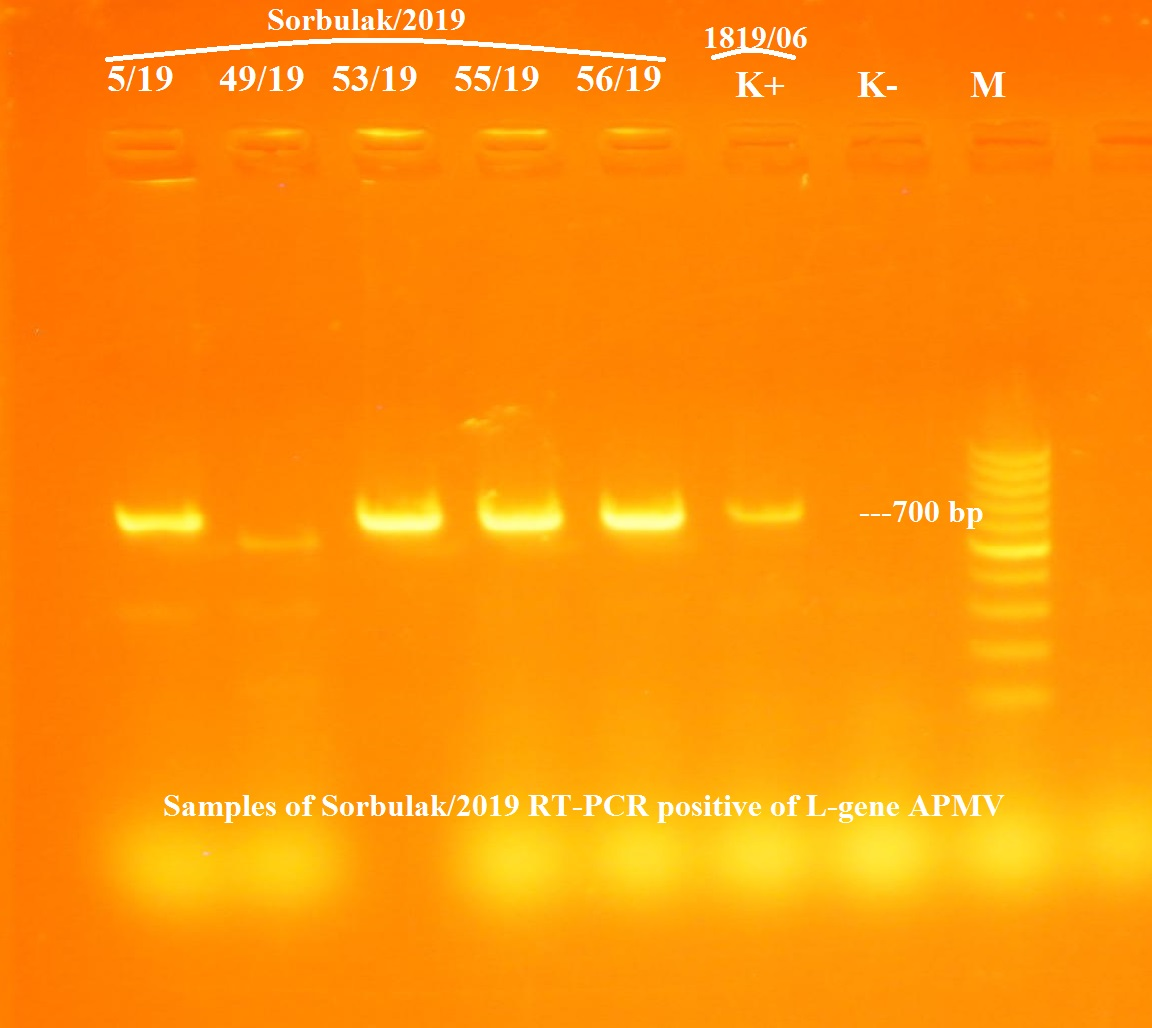 Sorbulak/2019
1819/06
5/19 49/19 53/19 55/19 56/19 K+ K- M
---700 bp
Samples of Sorbulak/2019 RT-PCR positive of L-gene APMV